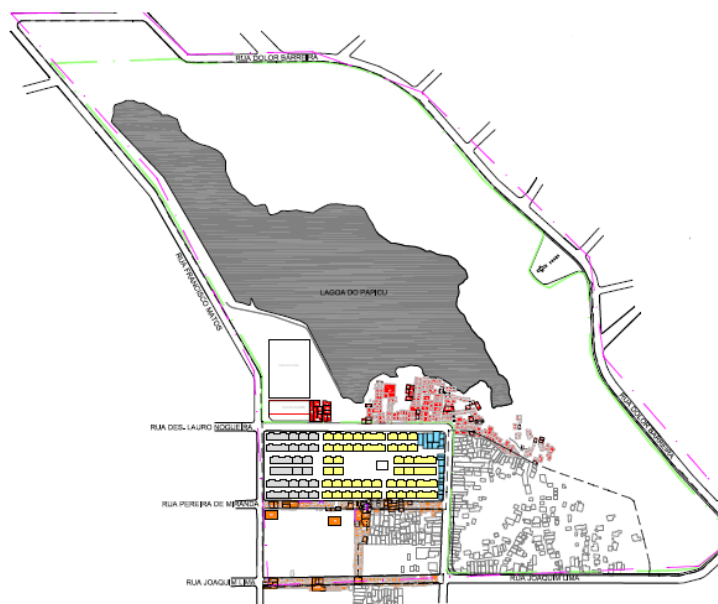 RUA DOLOR BARREIRA
RUA FRANCISCO MATOS
LAGOA DO PAPICU
RUA DES. LAURO NOGUEIRA
RUA DOLOR BARREIRA
RUA PEREIRA DE MIRANDA
RUA JOAQUIM LIMA
RUA JOAQUIM LIMA